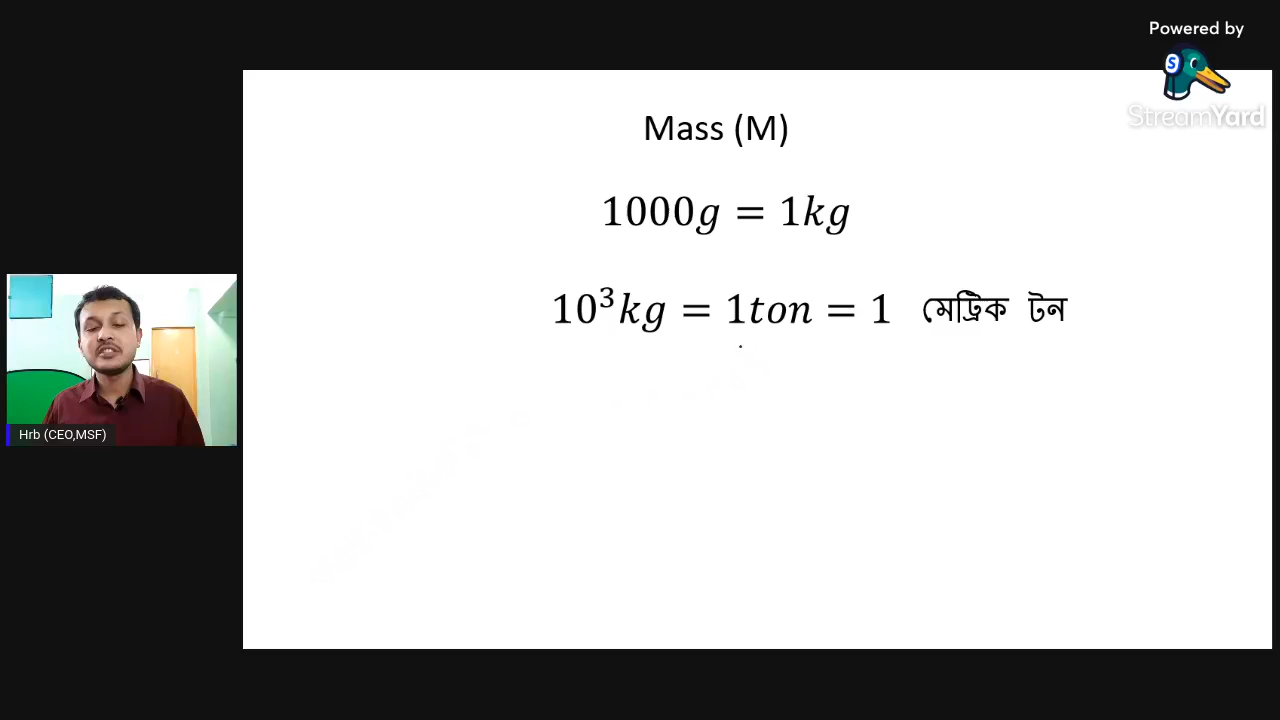 Powered by
StreamYard
Mass (M)
1000g = 1kg
10³kg = 1ton = 1 মেট্রিক টন
Hrb (CEO,MSF)